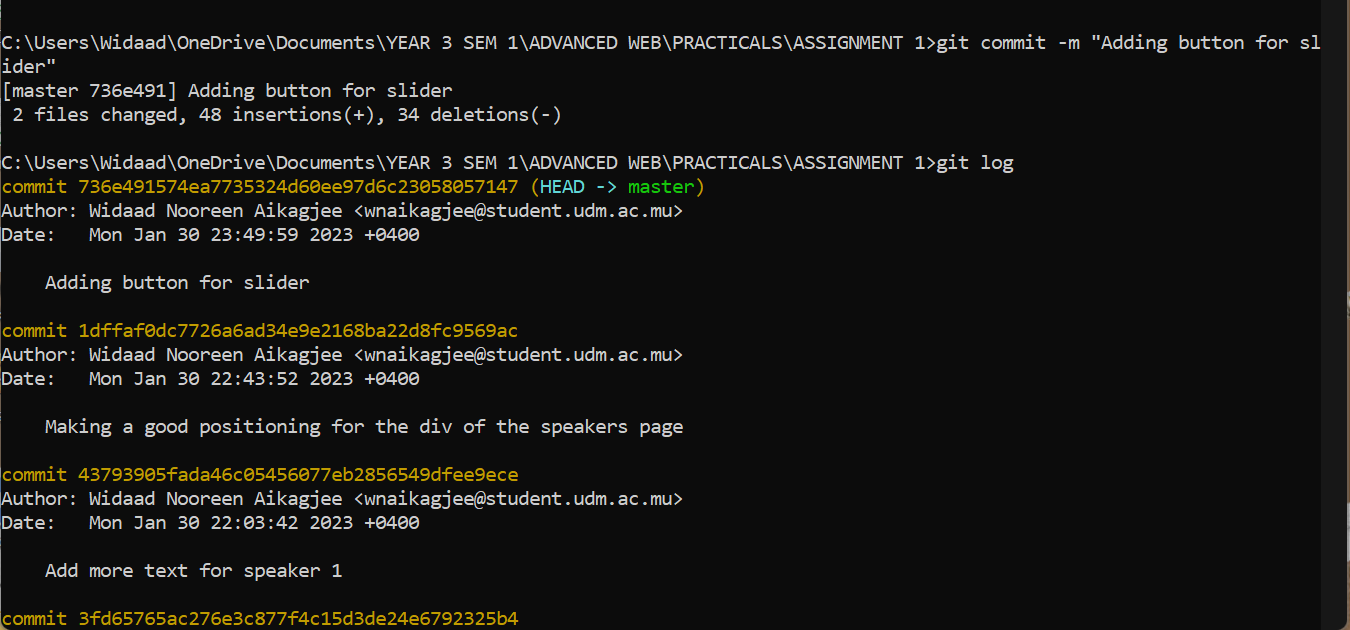 C:\Users\Widaad\OneDrive\Documents\YEAR 3 SEM 1\ADVANCED WEB\PRACTICALS\ASSIGNMENT 1>git commit -m "Adding button for sl
ider"
[master 736e491] Adding button for slider
 2 files changed, 48 insertions(+), 34 deletions(-)
C:\Users\Widaad\OneDrive\Documents\YEAR 3 SEM 1\ADVANCED WEB\PRACTICALS\ASSIGNMENT 1>git log
commit 736e491574ea7735324d60ee97d6c23058057147 (HEAD -> master)
Author: Widaad Nooreen Aikagjee <wnaikagjee@student.udm.ac.mu>
Date:   Mon Jan 30 23:49:59 2023 +0400
    Adding button for slider
commit 1dffaf0dc7726a6ad34e9e2168ba22d8fc9569ac
Author: Widaad Nooreen Aikagjee <wnaikagjee@student.udm.ac.mu>
Date:   Mon Jan 30 22:43:52 2023 +0400
    Making a good positioning for the div of the speakers page
commit 43793905fada46c05456077eb2856549dfee9ece
Author: Widaad Nooreen Aikagjee <wnaikagjee@student.udm.ac.mu>
Date:   Mon Jan 30 22:03:42 2023 +0400
    Add more text for speaker 1
commit 3fd65765ac276e3c877f4c15d3de24e6792325b4